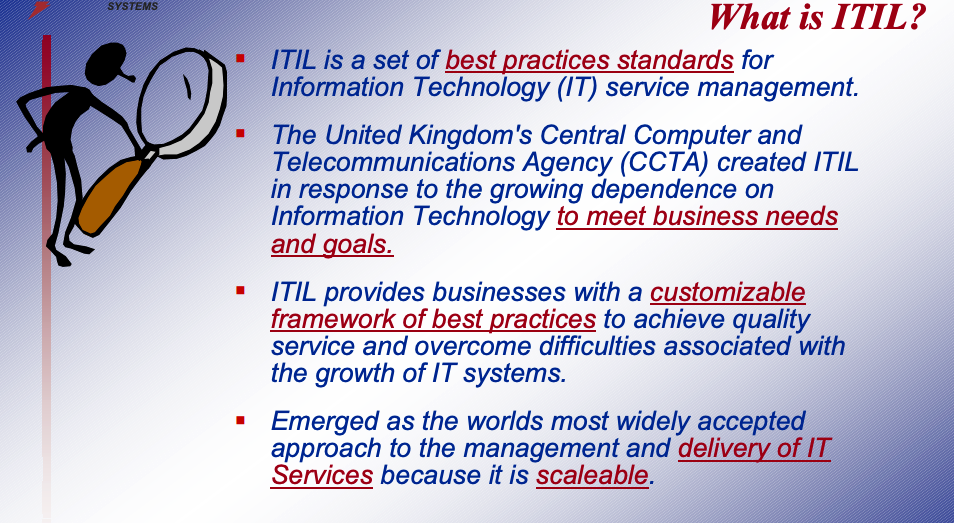 SYSTEMS
What is ITIL?
ITIL is a set of best practices standards for
Information Technology (IT) service management.
The United Kingdom's Central Computer and
Telecommunications Agency (CCTA) created ITIL
in response to the growing dependence on
Information Technology to meet business needs
and goals.
ITIL provides businesses with a customizable
framework of best practices to achieve quality
service and overcome difficulties associated with
the growth of IT systems.
Emerged as the worlds most widely accepted
approach to the management and delivery of IT
Services because it is scaleable.